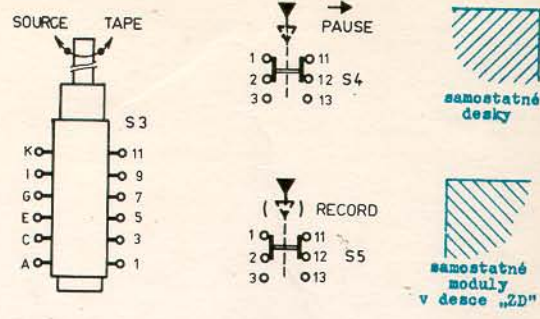 SOURCE TAPE
S3
K 11
I 9
G 7
E 5
C 3
A 1
PAUSE
1 11
2 12 S4
3 13
( ) RECORD
1 11
2 12 S5
3 13
samostatné
desky
samostatné
moduly
v desce „ZD"